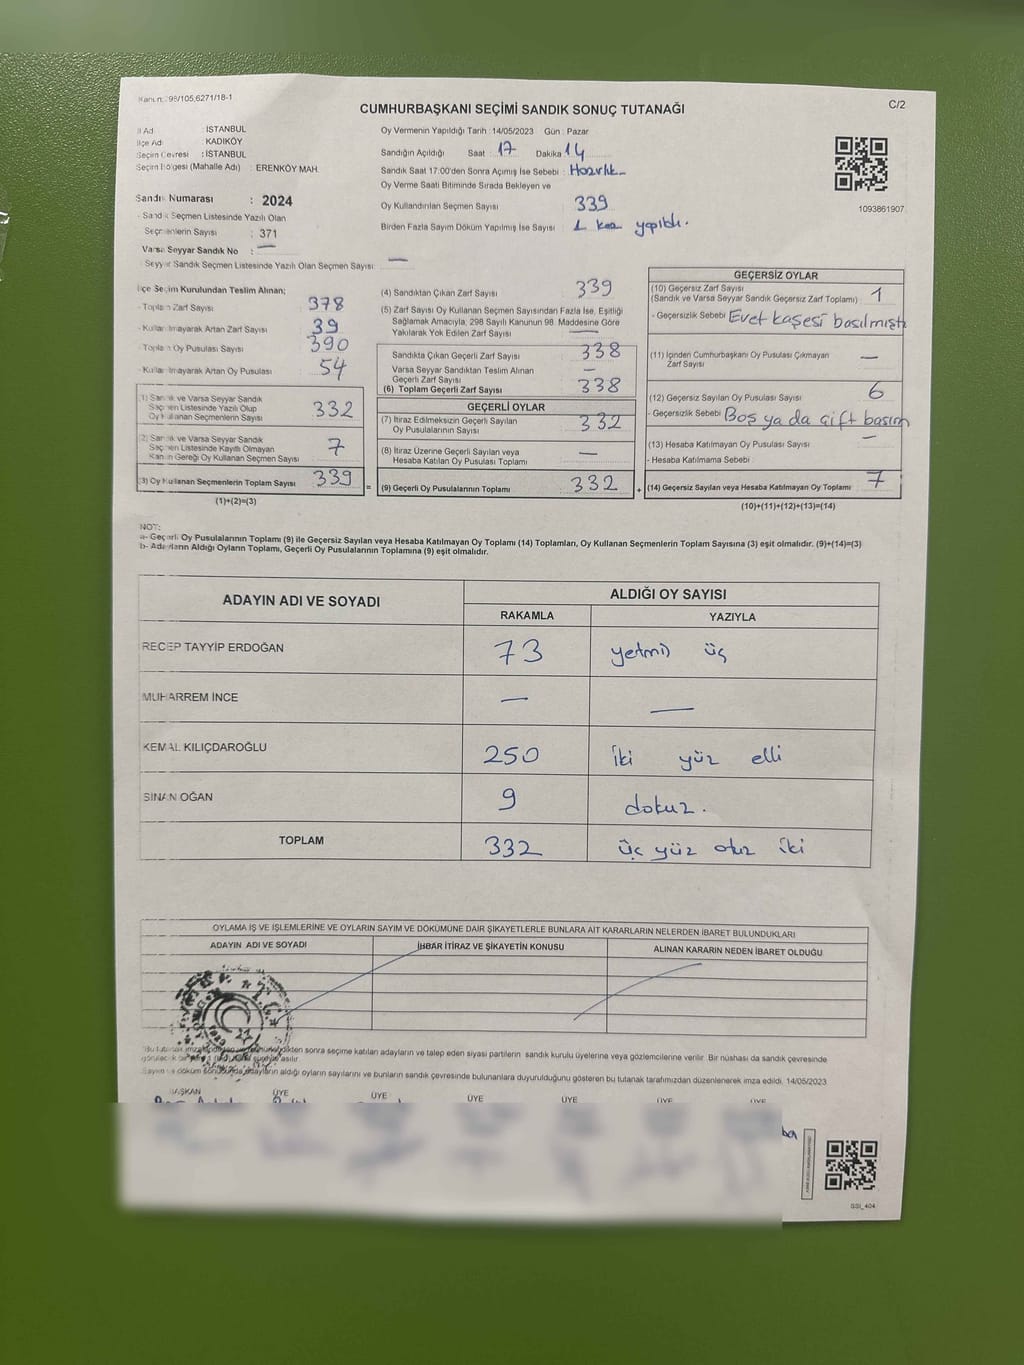 Kanun: 298/105,6271/18-1
C/2
CUMHURBAŞKANI SEÇİMİ SANDIK SONUÇ TUTANAĞI
İl Adı : İSTANBUL
İlçe Adı : KADIKÖY
Seçim Çevresi : İSTANBUL
Seçim Bölgesi (Mahalle Adı) : ERENKÖY MAH.
Sandık Numarası : 2024
- Sandık Seçmen Listesinde Yazılı Olan
Seçmenlerin Sayısı : 371
Varsa Seyyar Sandık No : —
Seyyar Sandık Seçmen Listesinde Yazılı Olan Seçmen Sayısı: —
Oy Vermenin Yapıldığı Tarih : 14/05/2023 Gün : Pazar
Sandığın Açıldığı Saat : 17 Dakika : 14
Sandık Saat 17:00'den Sonra Açımış İse Sebebi : Hazırlık
Oy Verme Saati Bitiminde Sırada Bekleyen ve
Oy Kullandırılan Seçmen Sayısı 339
Birden Fazla Sayım Döküm Yapılmış İse Sayısı : 1 kez yapıldı.
1093861907
İlçe Seçim Kurulundan Teslim Alınan;
- Toplam Zarf Sayısı 378
- Kullanılmayarak Artan Zarf Sayısı 39
- Toplam Oy Pusulası Sayısı 390
- Kullanılmayarak Artan Oy Pusulası 54
(1) Sandık ve Varsa Seyyar Sandık
Seçmen Listesinde Yazılı Olup
Oy Kullanan Seçmenlerin Sayısı 332
(2) Sandık ve Varsa Seyyar Sandık
Seçmen Listesinde Kayıtlı Olmayan
Kanun Gereği Oy Kullanan Seçmen Sayısı 7
(3) Oy Kullanan Seçmenlerin Toplam Sayısı 339
(1)+(2)=(3)
=
(4) Sandıktan Çıkan Zarf Sayısı 339
(5) Zarf Sayısı Oy Kullanan Seçmen Sayısından Fazla İse, Eşitliği
Sağlamak Amacıyla, 298 Sayılı Kanunun 98. Maddesine Göre
Yakılarak Yok Edilen Zarf Sayısı —
Sandıkta Çıkan Geçerli Zarf Sayısı 338
Varsa Seyyar Sandıktan Teslim Alınan
Geçerli Zarf Sayısı —
(6) Toplam Geçerli Zarf Sayısı 338
GEÇERLİ OYLAR
(7) İtiraz Edilmeksizin Geçerli Sayılan
Oy Pusulalarının Sayısı 332
(8) İtiraz Üzerine Geçerli Sayılan veya
Hesaba Katılan Oy Pusulası Toplamı —
(9) Geçerli Oy Pusulalarının Toplamı 332
+
GEÇERSİZ OYLAR
(10) Geçersiz Zarf Sayısı
(Sandık ve Varsa Seyyar Sandık Geçersiz Zarf Toplamı) 1
- Geçersizlik Sebebi Evet kaşesi basılmıştı
(11) İçinden Cumhurbaşkanı Oy Pusulası Çıkmayan
Zarf Sayısı —
(12) Geçersiz Sayılan Oy Pusulası Sayısı 6
- Geçersizlik Sebebi Boş ya da çift basım
(13) Hesaba Katılmayan Oy Pusulası Sayısı —
- Hesaba Katılmama Sebebi
(14) Geçersiz Sayılan veya Hesaba Katılmayan Oy Toplamı 7
(10)+(11)+(12)+(13)=(14)
NOT:
a- Geçerli Oy Pusulalarının Toplamı (9) ile Geçersiz Sayılan veya Hesaba Katılmayan Oy Toplamı (14) Toplamları, Oy Kullanan Seçmenlerin Toplam Sayısına (3) eşit olmalıdır. (9)+(14)=(3)
b- Adayların Aldığı Oyların Toplamı, Geçerli Oy Pusulalarının Toplamına (9) eşit olmalıdır.
ADAYIN ADI VE SOYADI
ALDIĞI OY SAYISI
RAKAMLA YAZIYLA
RECEP TAYYİP ERDOĞAN 73 yetmiş üç
MUHARREM İNCE — —
KEMAL KILIÇDAROĞLU 250 iki yüz elli
SİNAN OĞAN 9 dokuz.
TOPLAM 332 üç yüz otuz iki
OYLAMA İŞ VE İŞLEMLERİNE VE OYLARIN SAYIM VE DÖKÜMÜNE DAİR ŞİKAYETLERLE BUNLARA AİT KARARLARIN NELERDEN İBARET BULUNDUKLARI
ADAYIN ADI VE SOYADI İHBAR İTİRAZ VE ŞİKAYETİN KONUSU ALINAN KARARIN NEDEN İBARET OLDUĞU
T.C.
sonra seçime katılan adayların ve talep eden siyasi partilerin sandık kurulu üyelerine veya gözlemcilerine verilir. Bir nüshası da sandık çevresinde
aldığı oyların sayılarını ve bunların sandık çevresinde bulunanlara duyurulduğunu gösteren bu tutanak tarafımızdan düzenlenerek imza edildi. 14/05/2023
BAŞKAN ÜYE ÜYE ÜYE ÜYE ÜYE ÜYE
GSI_404